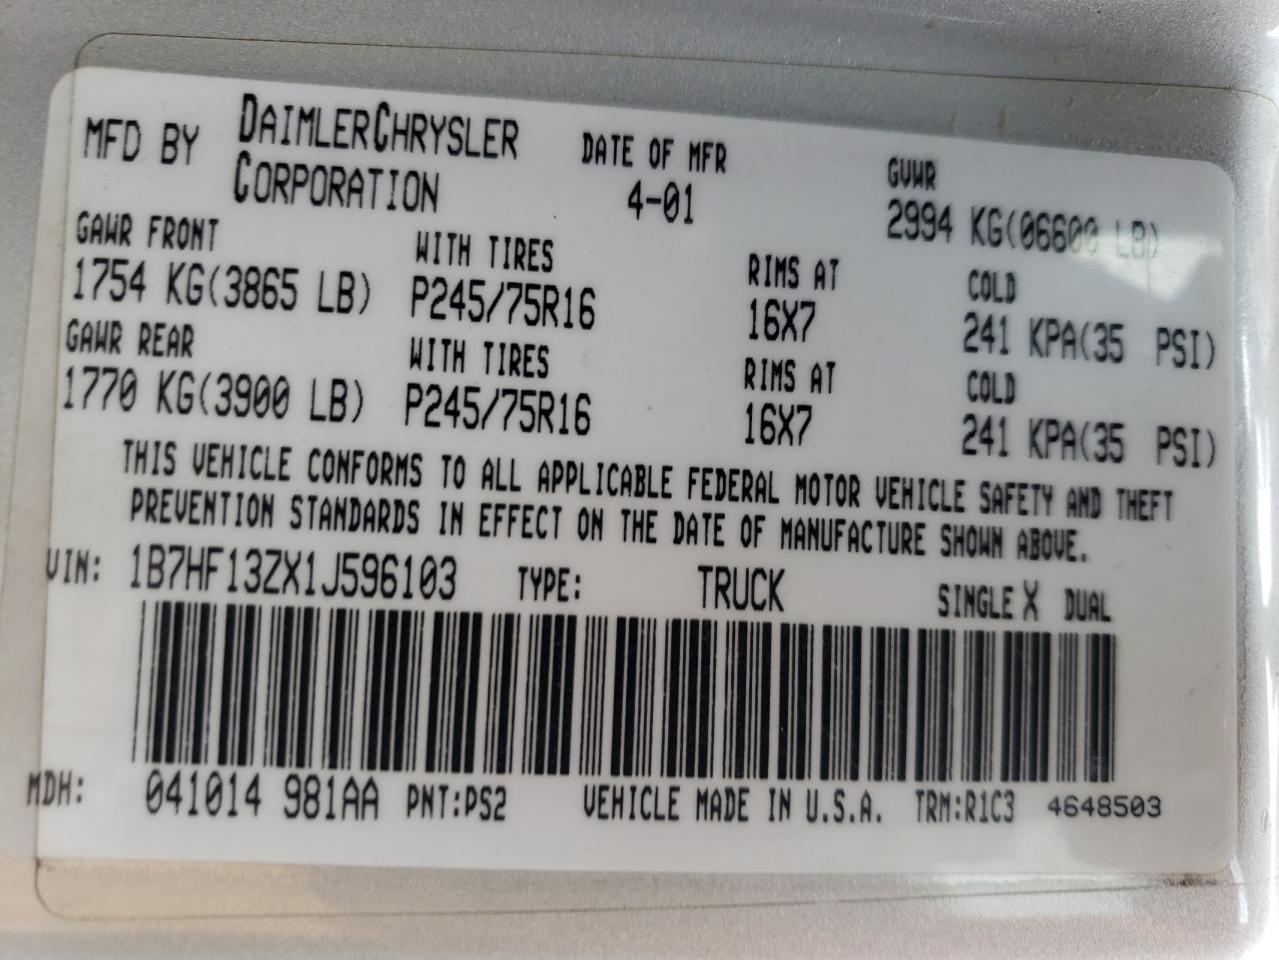 MFD BY DAIMLERCHRYSLER CORPORATION DATE OF MFR 4-01 GVWR 2994 KG(06600 LB)
GAWR FRONT WITH TIRES RIMS AT COLD
1754 KG(3865 LB) P245/75R16 16X7 241 KPA(35 PSI)
GAWR REAR WITH TIRES RIMS AT COLD
1770 KG(3900 LB) P245/75R16 16X7 241 KPA(35 PSI)
THIS VEHICLE CONFORMS TO ALL APPLICABLE FEDERAL MOTOR VEHICLE SAFETY AND THEFT
PREVENTION STANDARDS IN EFFECT ON THE DATE OF MANUFACTURE SHOWN ABOVE.
VIN: 1B7HF13ZX1J596103 TYPE: TRUCK SINGLE X DUAL
MDH: 041014 981AA PNT:PS2 VEHICLE MADE IN U.S.A. TRM:R1C3 4648503